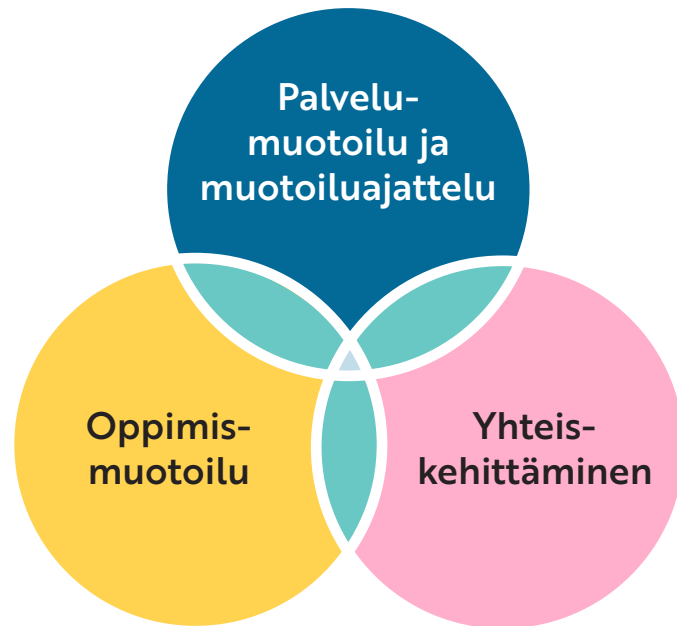 Palvelu-
muotoilu ja
muotoiluajattelu
Oppimis-
muotoilu
Yhteis-
kehittäminen